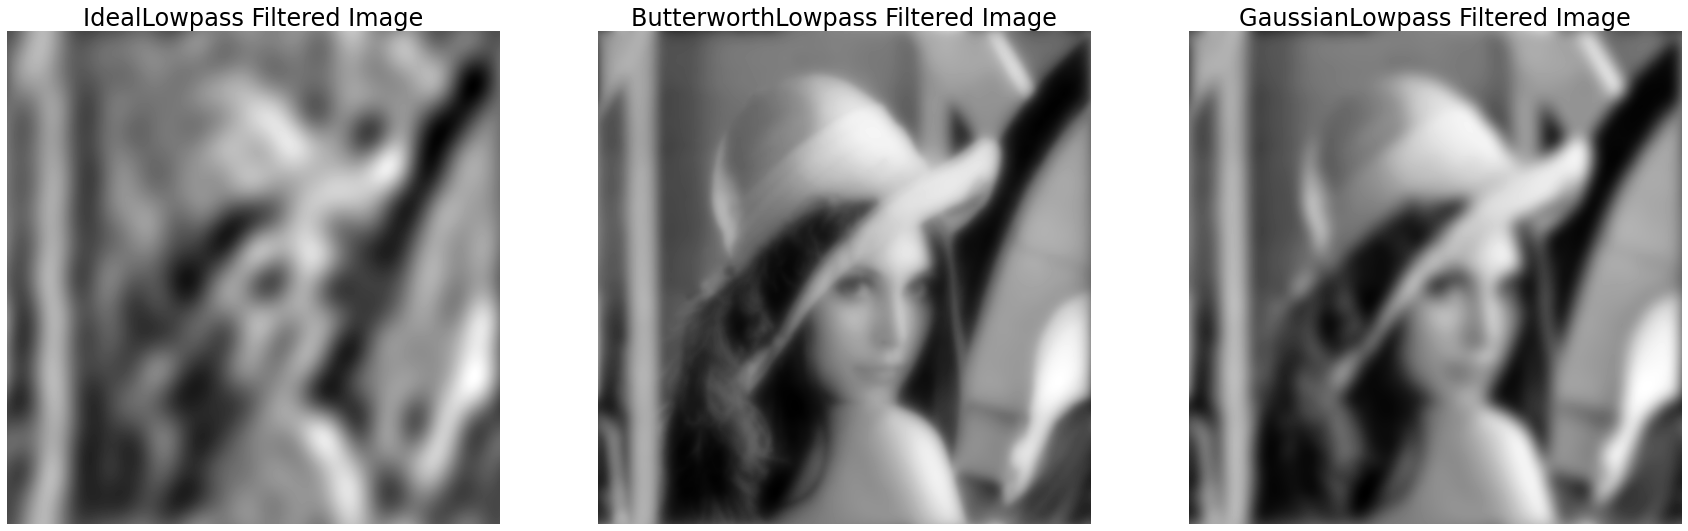 IdealLowpass Filtered Image
ButterworthLowpass Filtered Image
GaussianLowpass Filtered Image